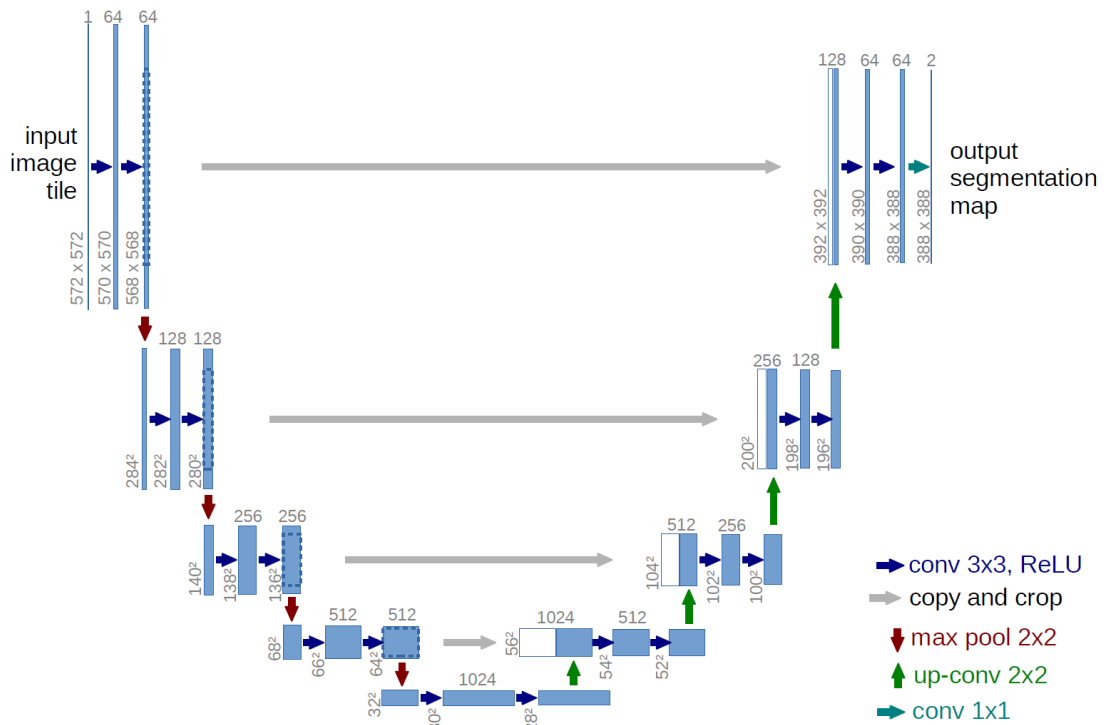 1 64 64
128 64 64 2
input
image
tile
output
segmentation
map
572 x 572
570 x 570
568 x 568
392 x 392
390 x 390
388 x 388
388 x 388
128 128
256 128
284²
282²
280²
200²
198²
196²
256 256
512 256
140²
138²
136²
104²
102²
100²
conv 3x3, ReLU
copy and crop
max pool 2x2
up-conv 2x2
conv 1x1
512 512
1024 512
68²
66²
64²
56²
54²
52²
1024
32²